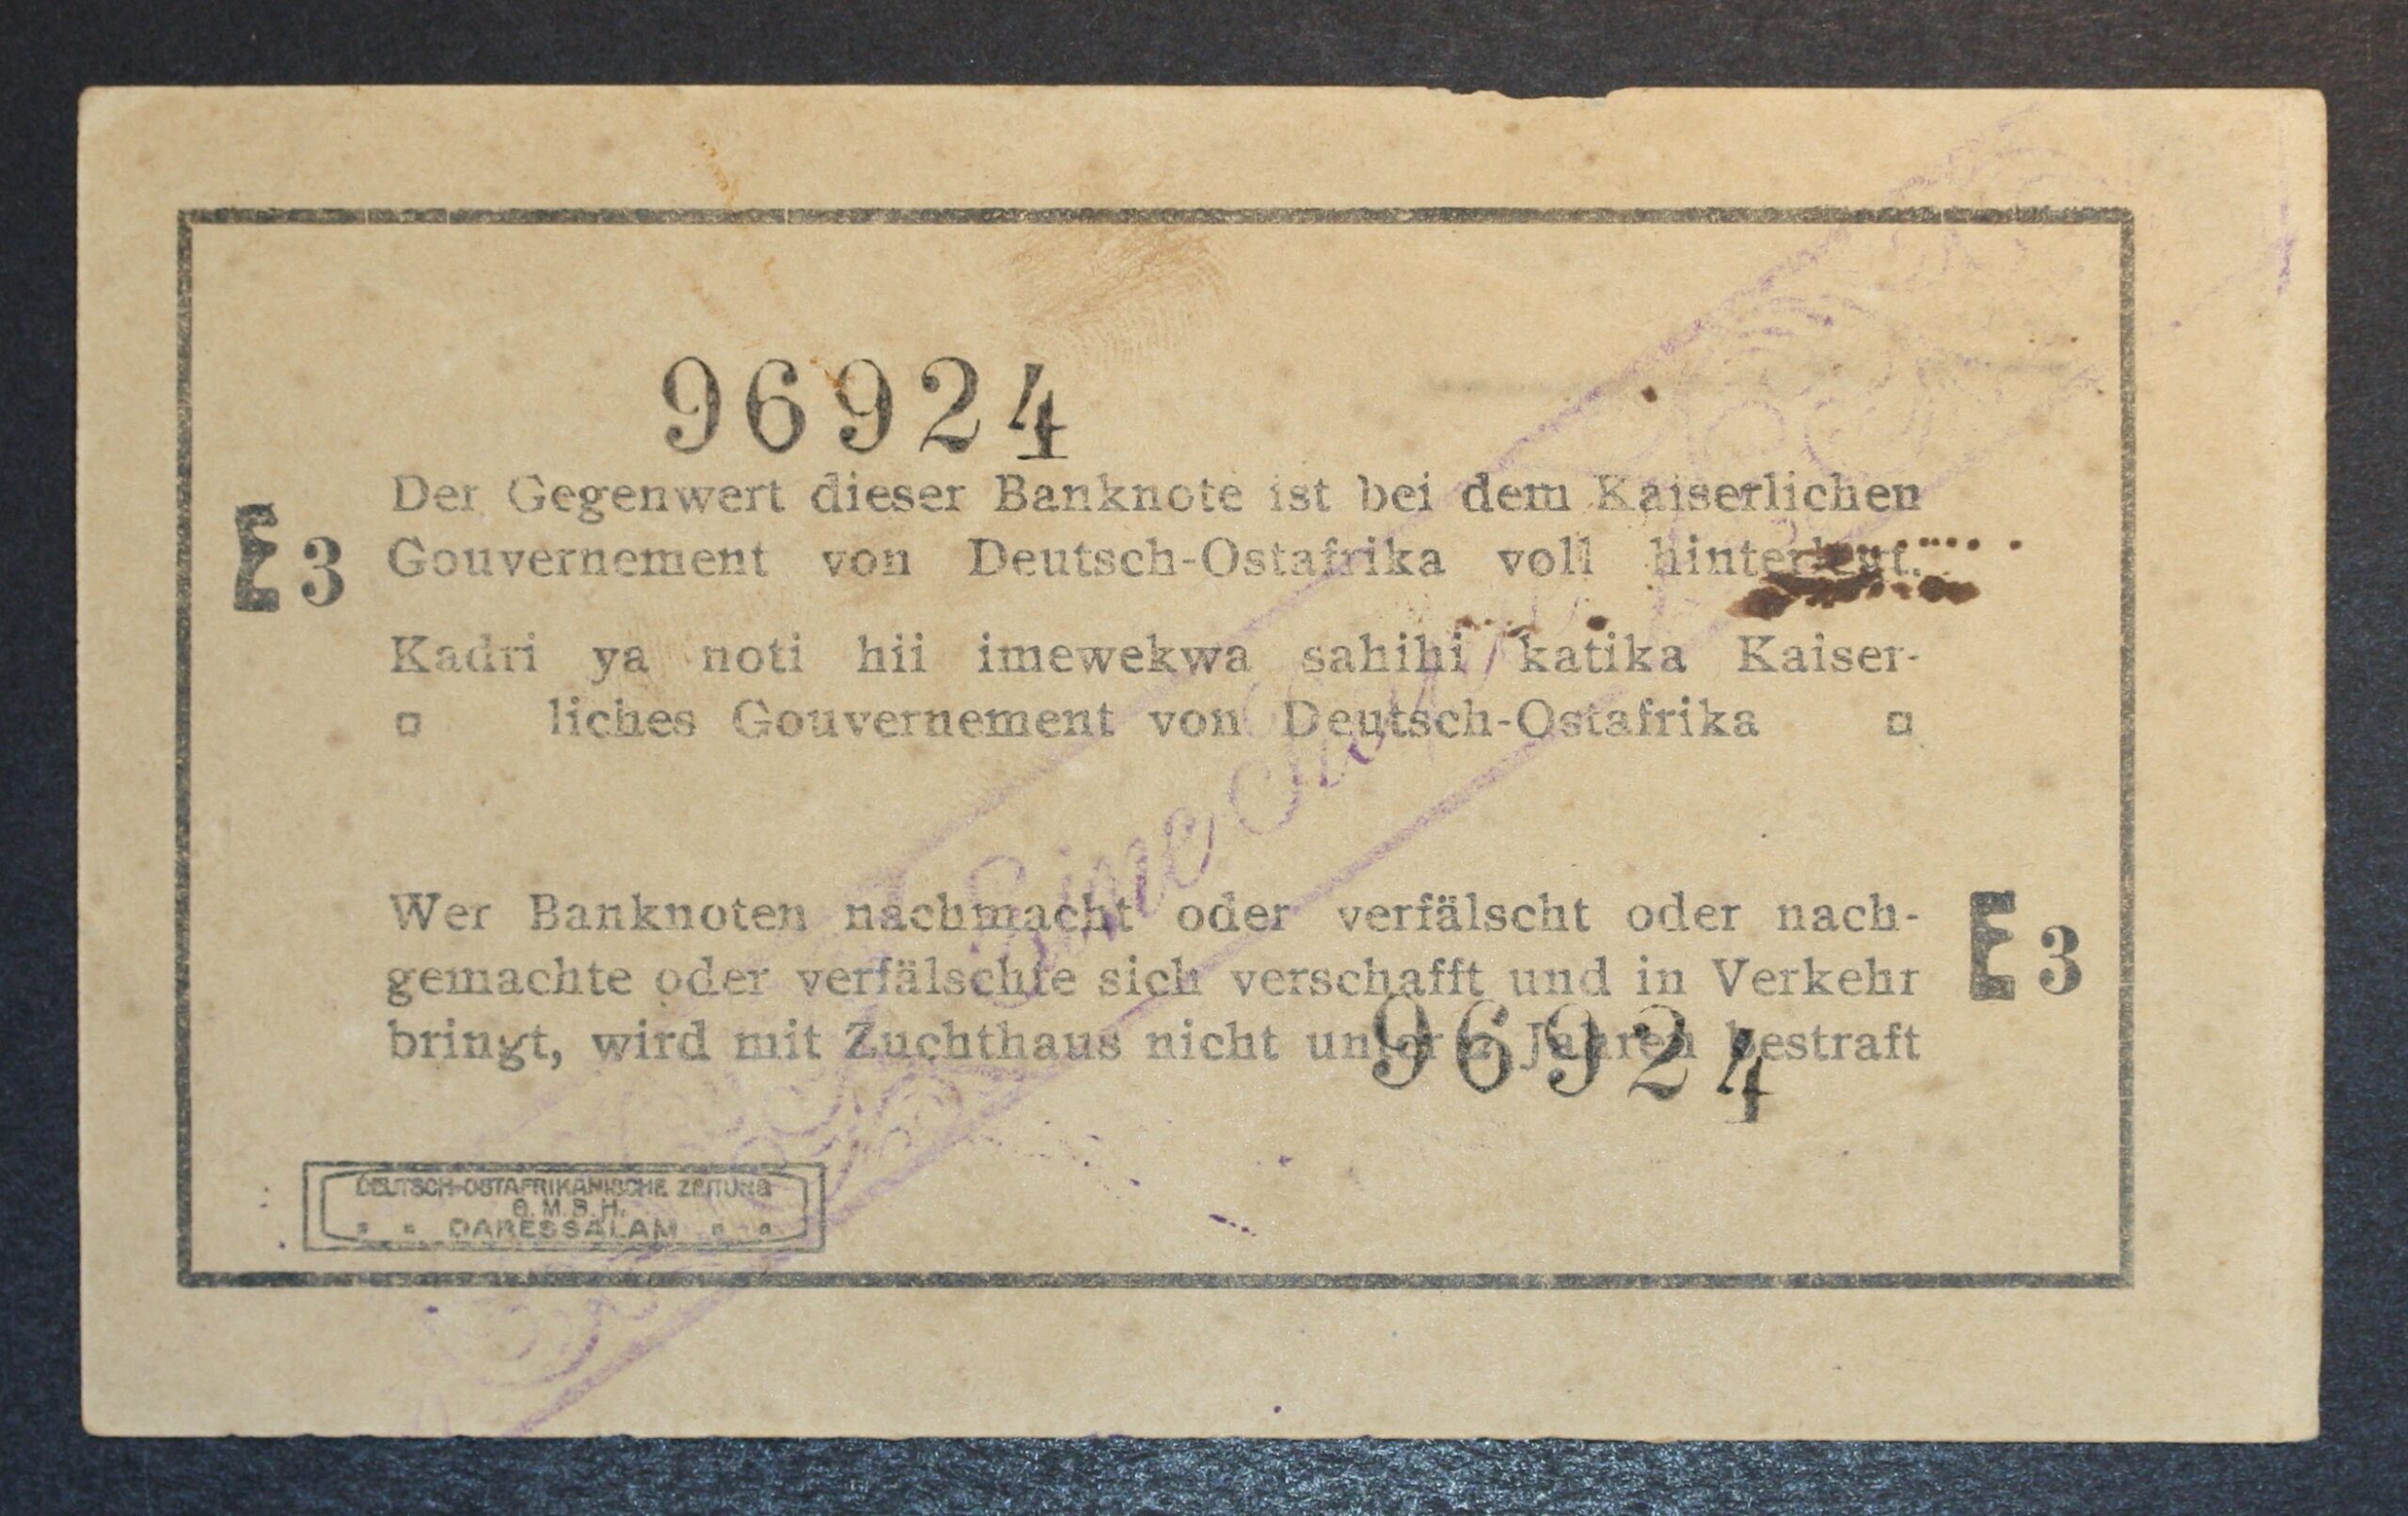 96924
Der Gegenwert dieser Banknote ist bei dem Kaiserlichen
E3 Gouvernement von Deutsch-Ostafrika voll hinterlegt.
Kadri ya noti hii imewekwa sahihi katika Kaiser-
¤ liches Gouvernement von Deutsch-Ostafrika ¤
Wer Banknoten nachmacht oder verfälscht oder nach-
gemachte oder verfälschte sich verschafft und in Verkehr E3
bringt, wird mit Zuchthaus nicht unter 2 Jahren bestraft
96924
Eine
DEUTSCH-OSTAFRIKANISCHE ZEITUNG
G. M. B. H.
DARESSALAM